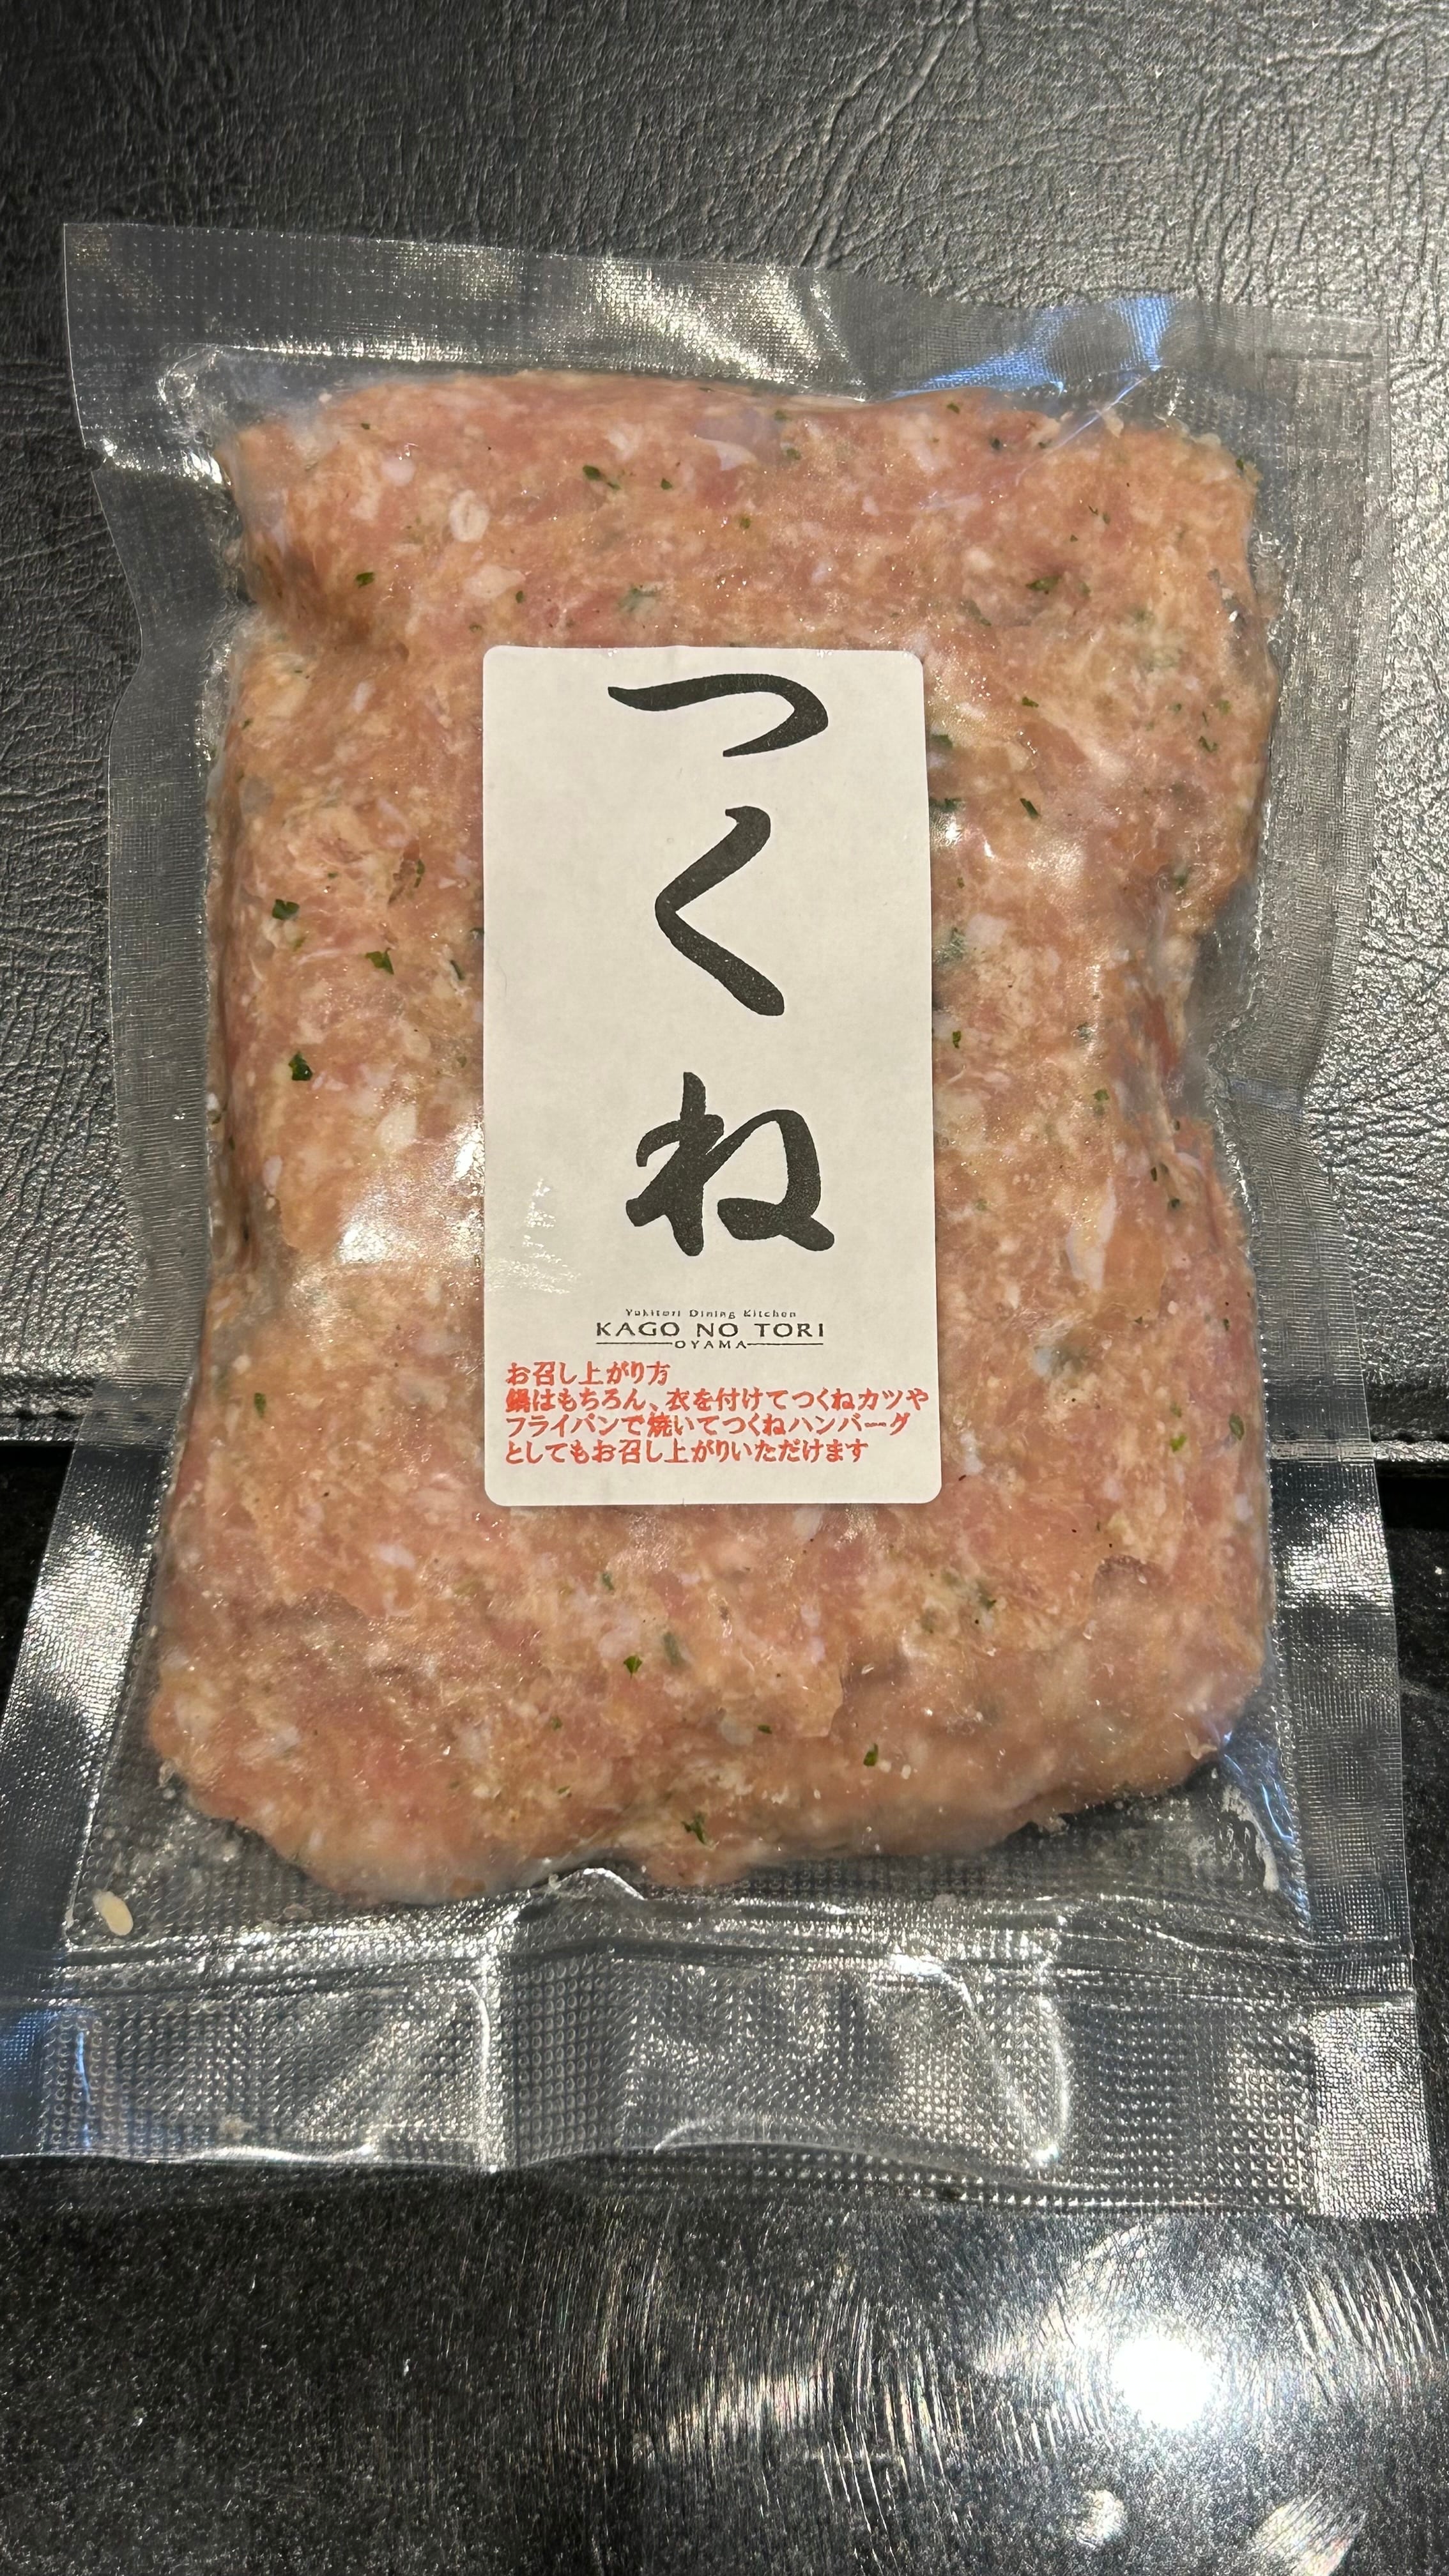 つくね
Yakitori Dining Kitchen
KAGO NO TORI
OYAMA
お召し上がり方
鍋はもちろん、衣を付けてつくねカツや
フライパンで焼いてつくねハンバーグ
としてもお召し上がりいただけます